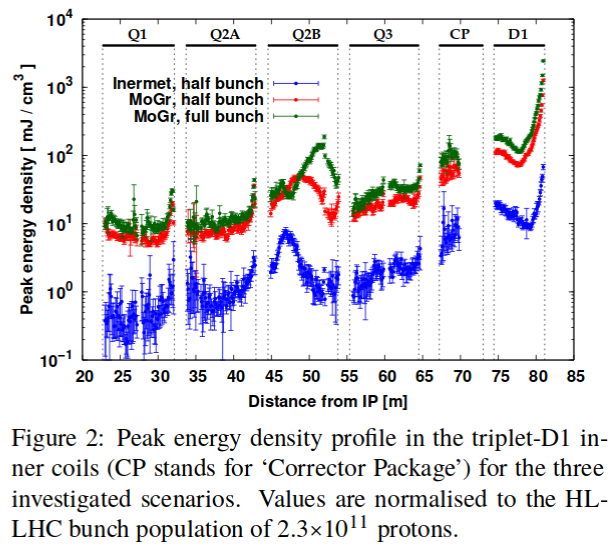 Q1 Q2A Q2B Q3 CP D1
10⁴
Inermet, half bunch
MoGr, half bunch
MoGr, full bunch
10³
10²
10¹
10⁰
10⁻¹
Peak energy density [ mJ / cm³ ]
20 25 30 35 40 45 50 55 60 65 70 75 80 85
Distance from IP [m]
Figure 2: Peak energy density profile in the triplet-D1 in-
ner coils (CP stands for ‘Corrector Package’) for the three
investigated scenarios. Values are normalised to the HL-
LHC bunch population of 2.3×10¹¹ protons.